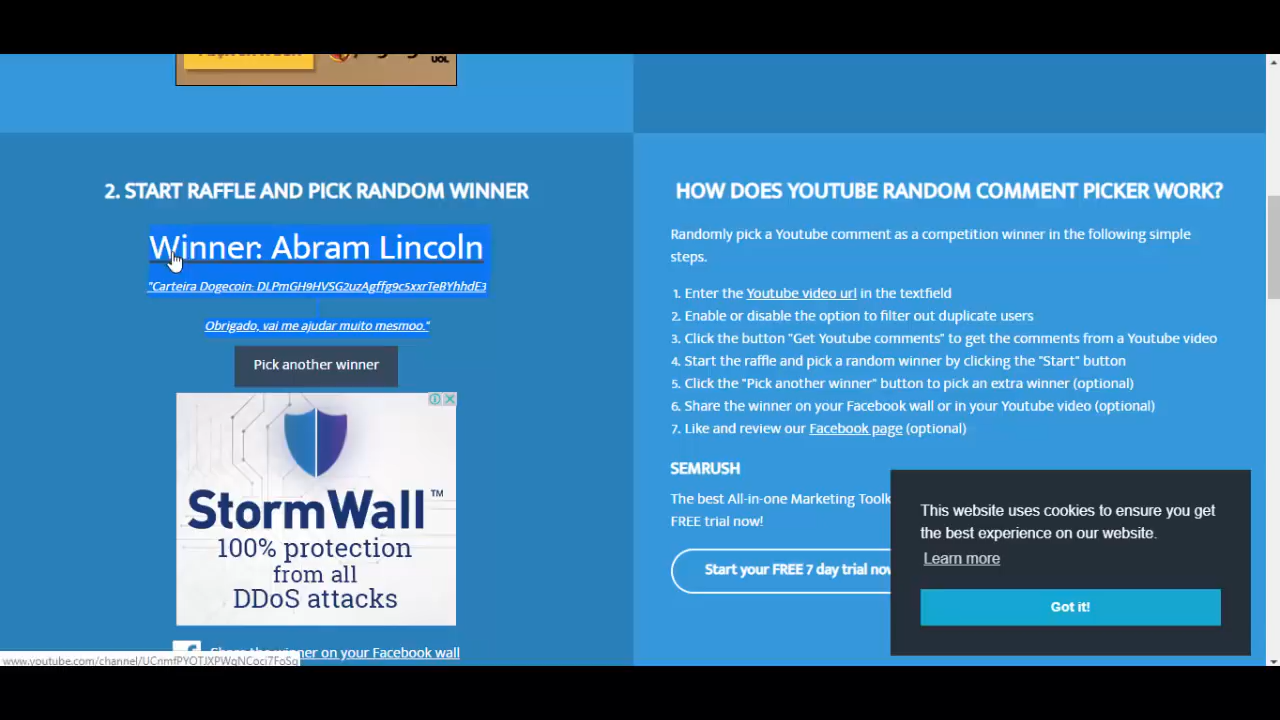 UOL
2. START RAFFLE AND PICK RANDOM WINNER
Winner: Abram Lincoln
"Carteira Dogecoin: DLPmGH9HVSG2uzAgffg9c5xxrTeBYhhdE3
Obrigado, vai me ajudar muito mesmoo."
Pick another winner
StormWall™
100% protection
from all
DDoS attacks
Share the winner on your Facebook wall
HOW DOES YOUTUBE RANDOM COMMENT PICKER WORK?
Randomly pick a Youtube comment as a competition winner in the following simple
steps.
1. Enter the Youtube video url in the textfield
2. Enable or disable the option to filter out duplicate users
3. Click the button "Get Youtube comments" to get the comments from a Youtube video
4. Start the raffle and pick a random winner by clicking the "Start" button
5. Click the "Pick another winner" button to pick an extra winner (optional)
6. Share the winner on your Facebook wall or in your Youtube video (optional)
7. Like and review our Facebook page (optional)
SEMRUSH
The best All-in-one Marketing Toolk
FREE trial now!
Start your FREE 7 day trial now
This website uses cookies to ensure you get
the best experience on our website.
Learn more
Got it!